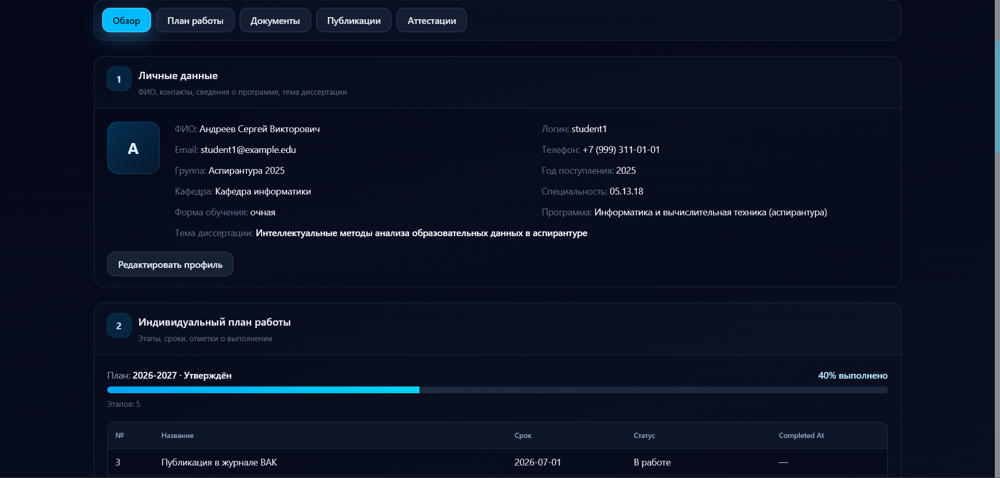 Обзор План работы Документы Публикации Аттестации
1
Личные данные
ФИО, контакты, сведения о программе, тема диссертации
А
ФИО: Андреев Сергей Викторович
Логин: student1
Email: student1@example.edu
Телефон: +7 (999) 311-01-01
Группа: Аспирантура 2025
Год поступления: 2025
Кафедра: Кафедра информатики
Специальность: 05.13.18
Форма обучения: очная
Программа: Информатика и вычислительная техника (аспирантура)
Тема диссертации: Интеллектуальные методы анализа образовательных данных в аспирантуре
Редактировать профиль
2
Индивидуальный план работы
Этапы, сроки, отметки о выполнении
План: 2026-2027 · Утверждён
40% выполнено
Этапов: 5
№ Название Срок Статус Completed At
3 Публикация в журнале ВАК 2026-07-01 В работе —